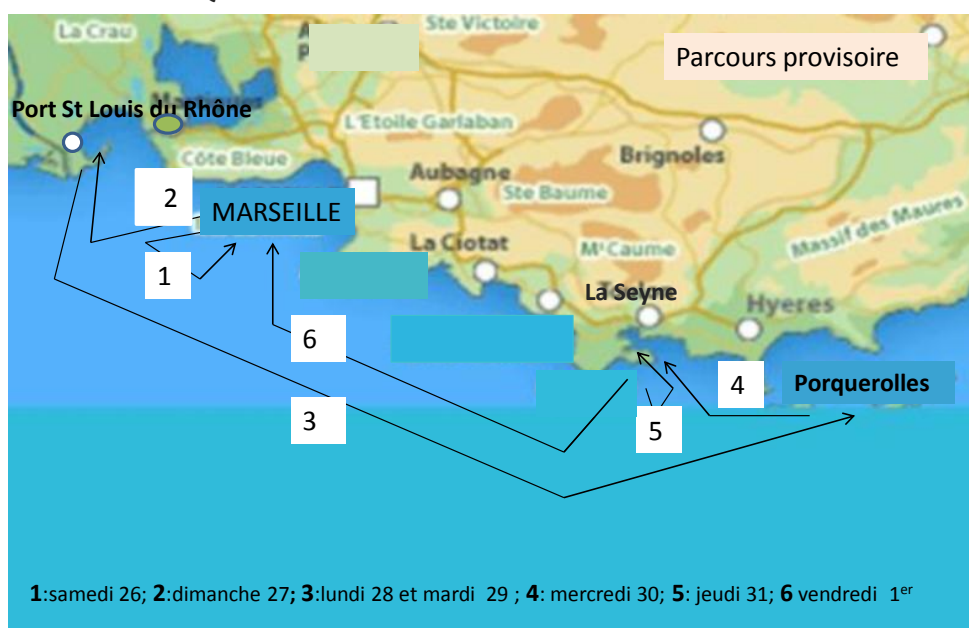 La Crau
Ste Victoire
Parcours provisoire
Port St Louis du Rhône
L'Etoile Garlaban
Côte Bleue
Aubagne
Brignoles
Ste Baume
2
MARSEILLE
La Ciotat
Mt Caume
Massif des Maures
1
La Seyne
Hyeres
6
4
Porquerolles
3
5
1:samedi 26; 2:dimanche 27; 3:lundi 28 et mardi 29 ; 4: mercredi 30; 5: jeudi 31; 6 vendredi 1er